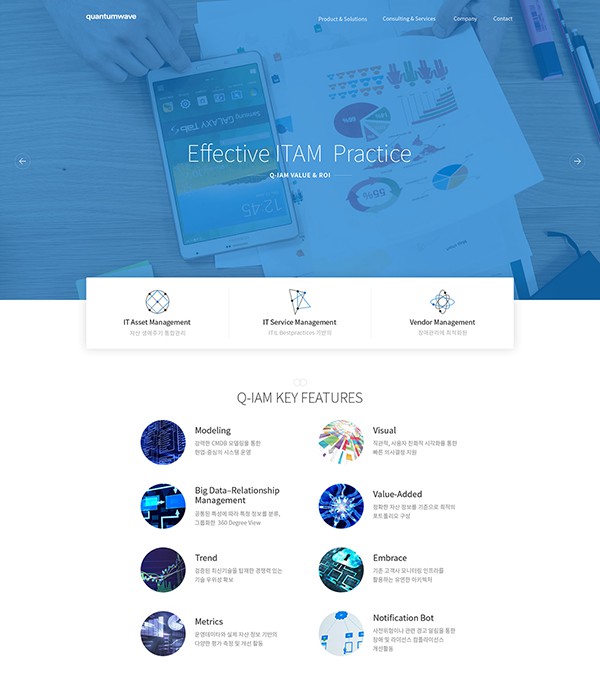 quantumwave
Product & Solutions
Consulting & Services
Company
Contact
Samsung GALAXY Tab S
12:45
55%
Effective ITAM Practice
Q-IAM VALUE & ROI
IT Asset Management
자산 생애주기 통합관리
IT Service Management
ITIL Bestpractices 기반의
Vendor Management
Q-IAM KEY FEATURES
Modeling
강력한 CMDB 모델링을 통한
현업-중심의 시스템 운영
Visual
직관적, 사용자 친화적 시각화를 통한
빠른 의사결정 지원
Big Data–Relationship
Management
공통된 특성에 따라 특정 정보를 분류,
그룹화한 360 Degree View
Value-Added
정확한 자산 정보를 기준으로 최적의
포트폴리오 구성
Trend
검증된 최신기술을 탑재한 경쟁력 있는
기술 우위성 확보
Embrace
기존 고객사 모니터링 인프라를
활용하는 유연한 아키텍처
Metrics
운영데이타와 실제 자산 정보 기반의
다양한 평가·측정 및 개선 활동
Notification Bot
사전위험이나 관련 경고 알림을 통한
장애 및 라이선스 컴플라이언스
개선활동